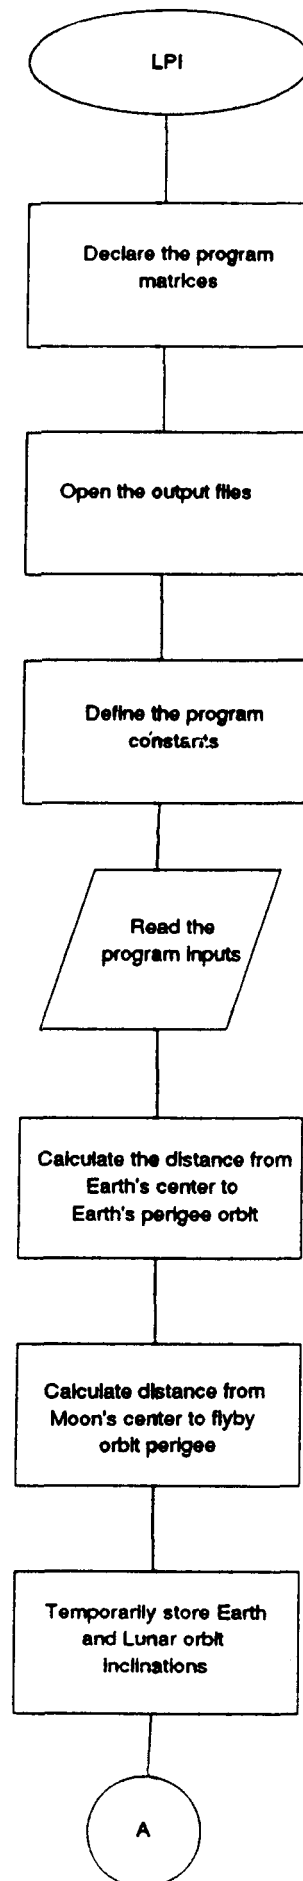 LPI
Declare the program
matrices
Open the output files
Define the program
constants
Read the
program inputs
Calculate the distance from
Earth's center to
Earth's perigee orbit
Calculate distance from
Moon's center to flyby
orbit perigee
Temporarily store Earth
and Lunar orbit
inclinations
A